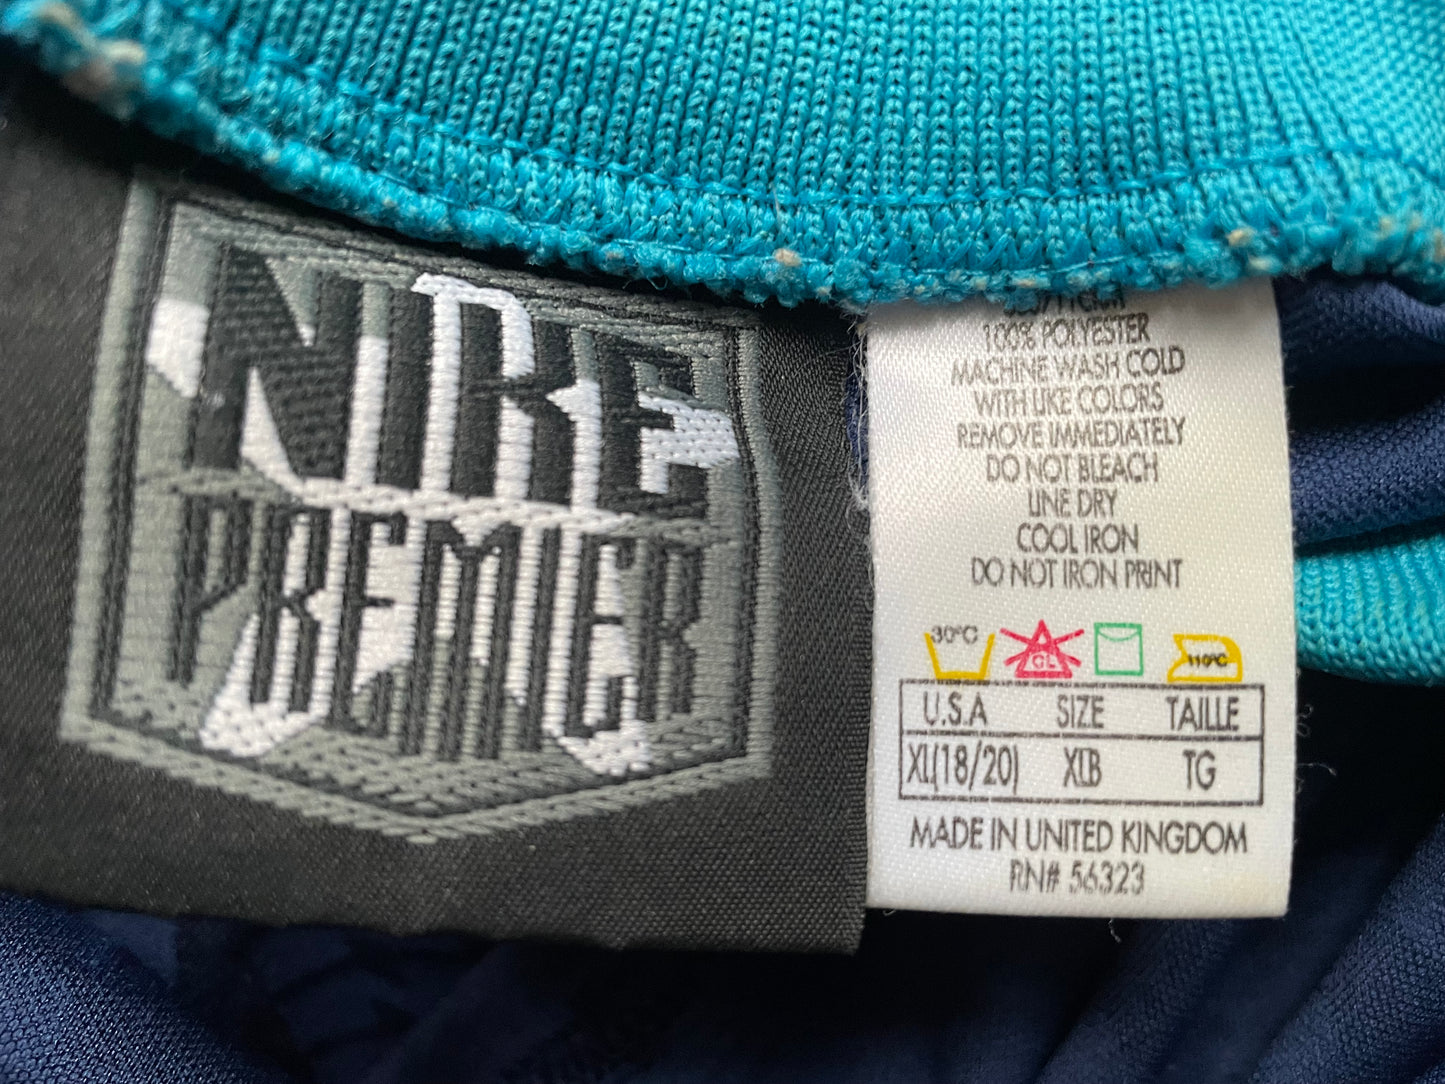 NIKE
PREMIER
100% POLYESTER
MACHINE WASH COLD
WITH LIKE COLORS
REMOVE IMMEDIATELY
DO NOT BLEACH
LINE DRY
COOL IRON
DO NOT IRON PRINT
30°C GL 110°C
U.S.A SIZE TAILLE
XL(18/20) XLB TG
MADE IN UNITED KINGDOM
RN# 56323